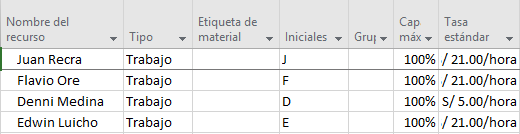 Nombre del recurso Tipo Etiqueta de material Iniciales Grup Cap máx Tasa estándar
Juan Recra Trabajo J 100% / 21.00/hora
Flavio Ore Trabajo F 100% / 21.00/hora
Denni Medina Trabajo D 100% S/ 5.00/hora
Edwin Luicho Trabajo E 100% / 21.00/hora